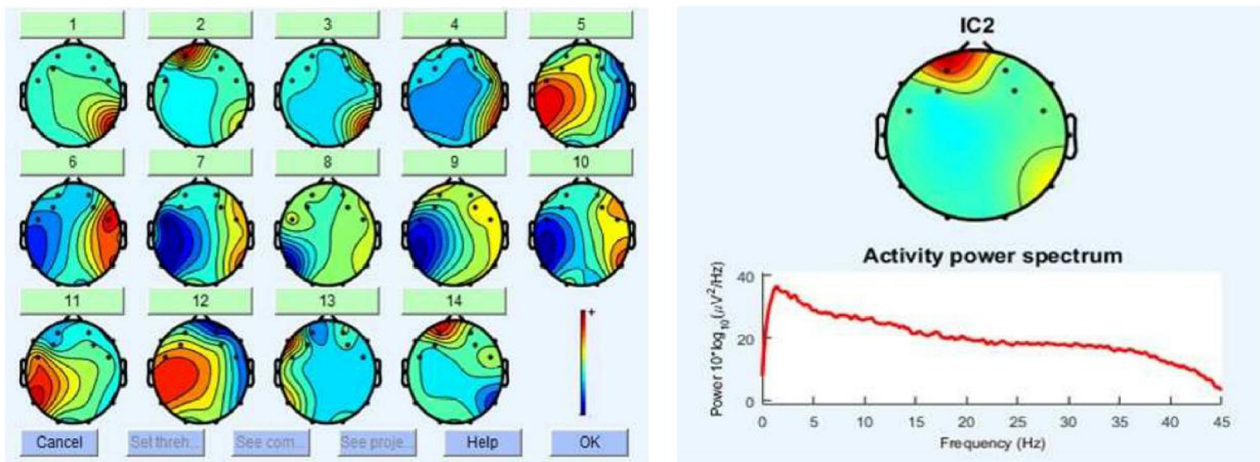 1 2 3 4 5
6 7 8 9 10
11 12 13 14
+
-
Cancel Set threh... See com... See proje... Help OK
IC2
Activity power spectrum
Power 10*log10(μV2/Hz)
40
20
0
0 5 10 15 20 25 30 35 40 45
Frequency (Hz)